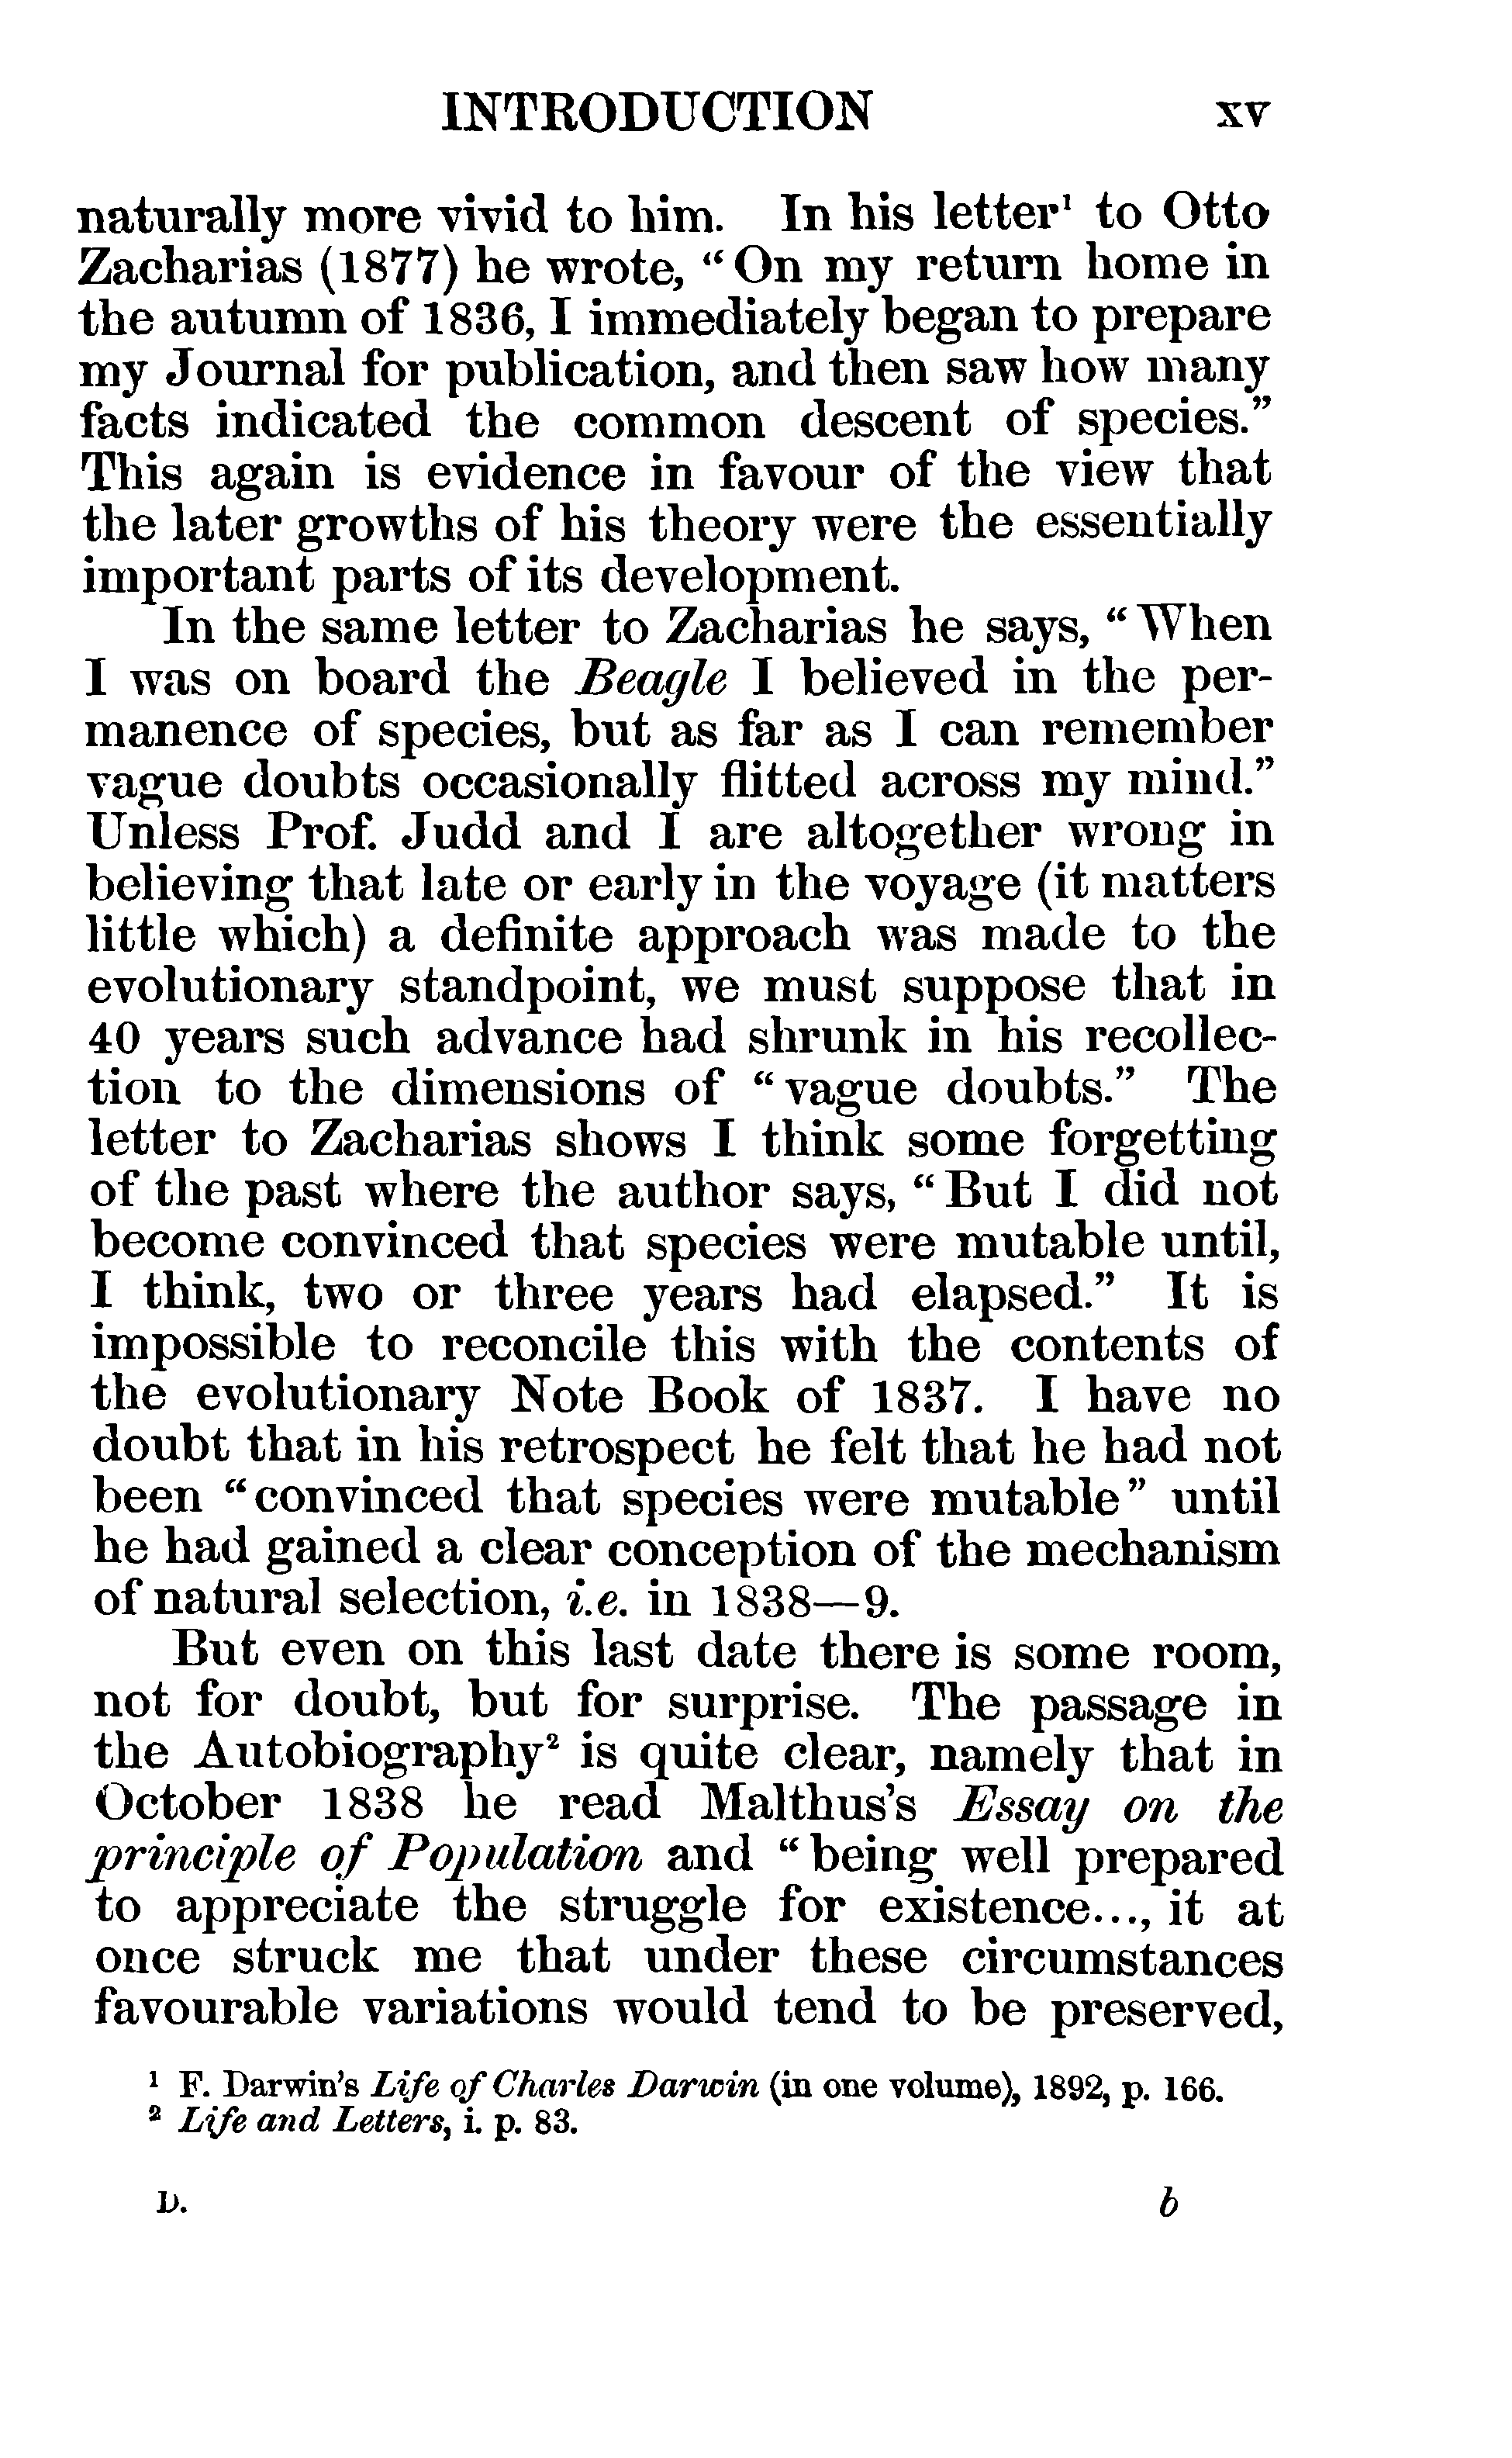 INTRODUCTION xv
naturally more vivid to him. In his letter¹ to Otto
Zacharias (1877) he wrote, “On my return home in
the autumn of 1836, I immediately began to prepare
my Journal for publication, and then saw how many
facts indicated the common descent of species.”
This again is evidence in favour of the view that
the later growths of his theory were the essentially
important parts of its development.
In the same letter to Zacharias he says, “When
I was on board the Beagle I believed in the per-
manence of species, but as far as I can remember
vague doubts occasionally flitted across my mind.”
Unless Prof. Judd and I are altogether wrong in
believing that late or early in the voyage (it matters
little which) a definite approach was made to the
evolutionary standpoint, we must suppose that in
40 years such advance had shrunk in his recollec-
tion to the dimensions of “vague doubts.” The
letter to Zacharias shows I think some forgetting
of the past where the author says, “But I did not
become convinced that species were mutable until,
I think, two or three years had elapsed.” It is
impossible to reconcile this with the contents of
the evolutionary Note Book of 1837. I have no
doubt that in his retrospect he felt that he had not
been “convinced that species were mutable” until
he had gained a clear conception of the mechanism
of natural selection, i.e. in 1838—9.
But even on this last date there is some room,
not for doubt, but for surprise. The passage in
the Autobiography² is quite clear, namely that in
October 1838 he read Malthus’s Essay on the
principle of Population and “being well prepared
to appreciate the struggle for existence..., it at
once struck me that under these circumstances
favourable variations would tend to be preserved,
¹ F. Darwin’s Life of Charles Darwin (in one volume), 1892, p. 166.
² Life and Letters, i. p. 83.
D. b